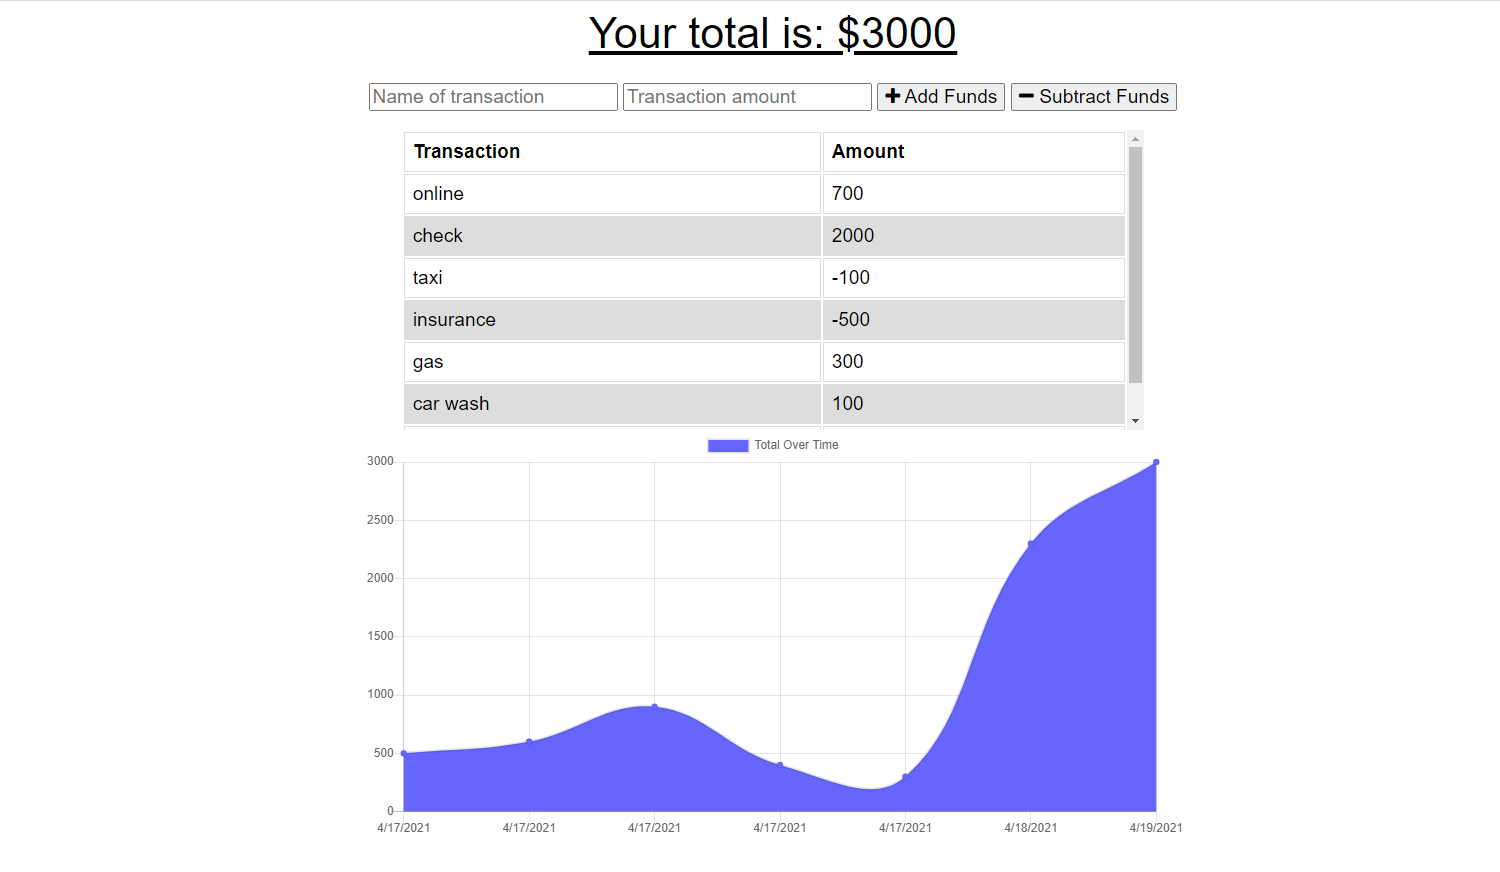 Your total is: $3000
Name of transaction Transaction amount Add Funds Subtract Funds
Transaction Amount
online 700
check 2000
taxi -100
insurance -500
gas 300
car wash 100
Total Over Time
3000
2500
2000
1500
1000
500
0
4/17/2021 4/17/2021 4/17/2021 4/17/2021 4/17/2021 4/18/2021 4/19/2021